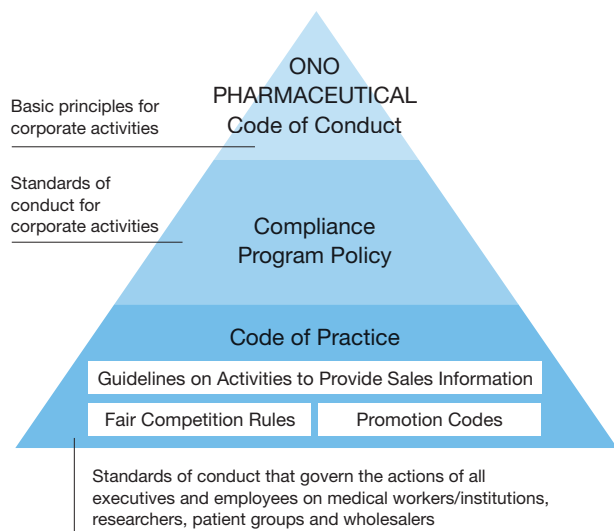 ONO
PHARMACEUTICAL
Code of Conduct
Basic principles for
corporate activities
Standards of
conduct for
corporate activities
Compliance
Program Policy
Code of Practice
Guidelines on Activities to Provide Sales Information
Fair Competition Rules
Promotion Codes
Standards of conduct that govern the actions of all
executives and employees on medical workers/institutions,
researchers, patient groups and wholesalers